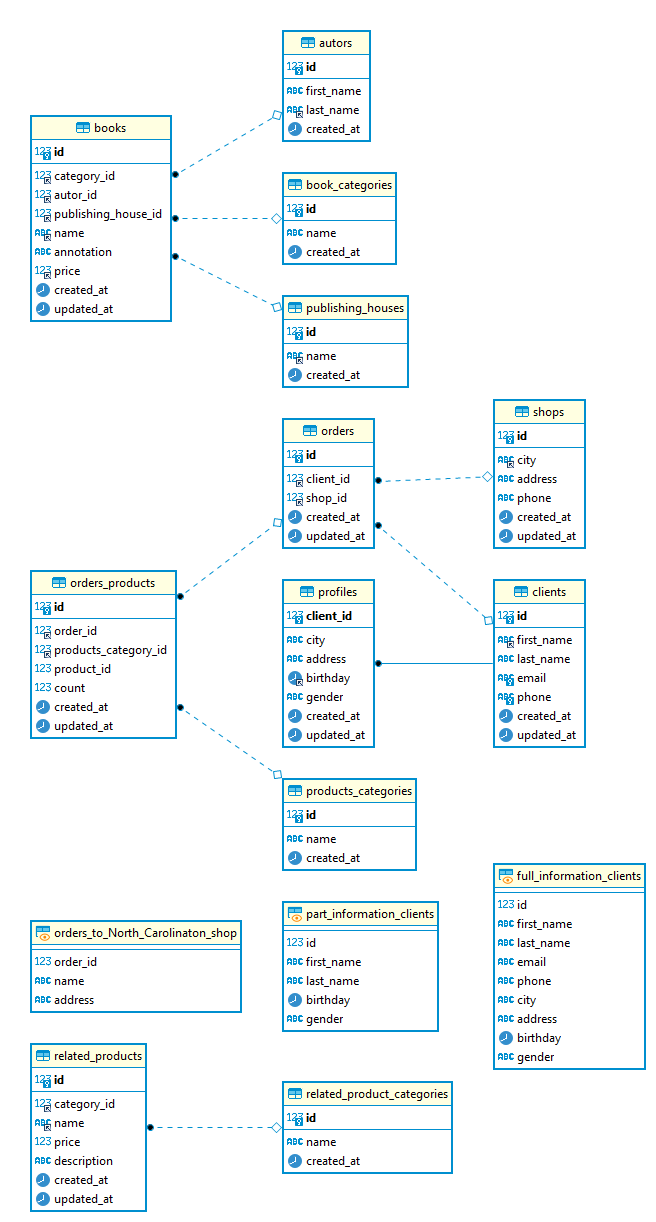 autors
123 id
ABC first_name
ABC last_name
created_at
books
123 id
123 category_id
123 autor_id
123 publishing_house_id
ABC name
ABC annotation
123 price
created_at
updated_at
book_categories
123 id
ABC name
created_at
publishing_houses
123 id
ABC name
created_at
orders
123 id
123 client_id
123 shop_id
created_at
updated_at
shops
123 id
ABC city
ABC address
ABC phone
created_at
updated_at
orders_products
123 id
123 order_id
123 products_category_id
123 product_id
123 count
created_at
updated_at
profiles
123 client_id
ABC city
ABC address
birthday
ABC gender
created_at
updated_at
clients
123 id
ABC first_name
ABC last_name
ABC email
ABC phone
created_at
updated_at
products_categories
123 id
ABC name
created_at
full_information_clients
123 id
ABC first_name
ABC last_name
ABC email
ABC phone
ABC city
ABC address
birthday
ABC gender
part_information_clients
123 id
ABC first_name
ABC last_name
birthday
ABC gender
orders_to_North_Carolinaton_shop
123 order_id
ABC name
ABC address
related_products
123 id
123 category_id
ABC name
123 price
ABC description
created_at
updated_at
related_product_categories
123 id
ABC name
created_at